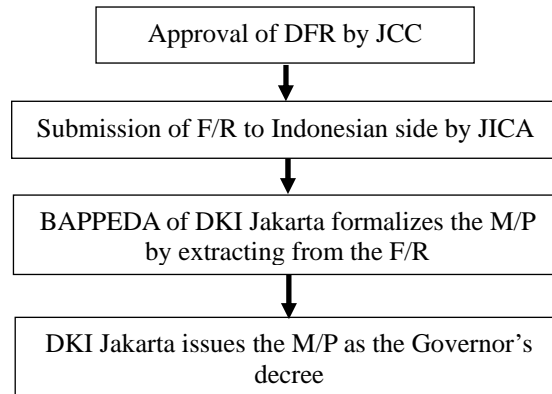 Approval of DFR by JCC
Submission of F/R to Indonesian side by JICA
BAPPEDA of DKI Jakarta formalizes the M/P
by extracting from the F/R
DKI Jakarta issues the M/P as the Governor's
decree